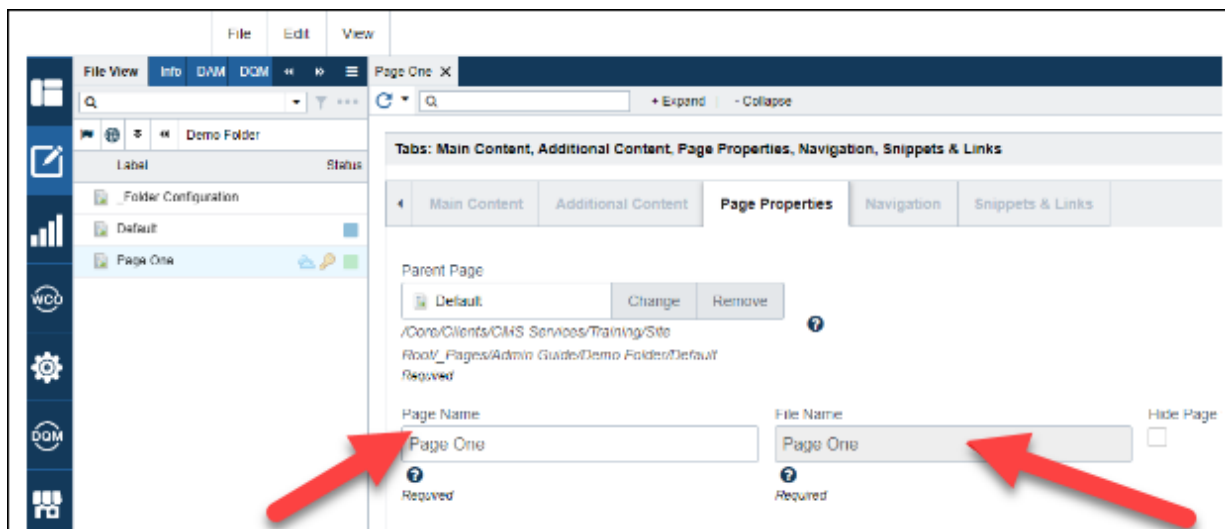 File Edit View
File View Info DAM DQM Page One X
+ Expand - Collapse
Demo Folder
Tabs: Main Content, Additional Content, Page Properties, Navigation, Snippets & Links
Label Status
_Folder Configuration
Main Content Additional Content Page Properties Navigation Snippets & Links
Default
Page One
Parent Page
WCO
Default Change Remove
/Core/Clients/CMS Services/Training/Site
Root/_Pages/Admin Guide/Demo Folder/Default
Required
Page Name File Name Hide Page
DQM
Page One Page One
Required Required